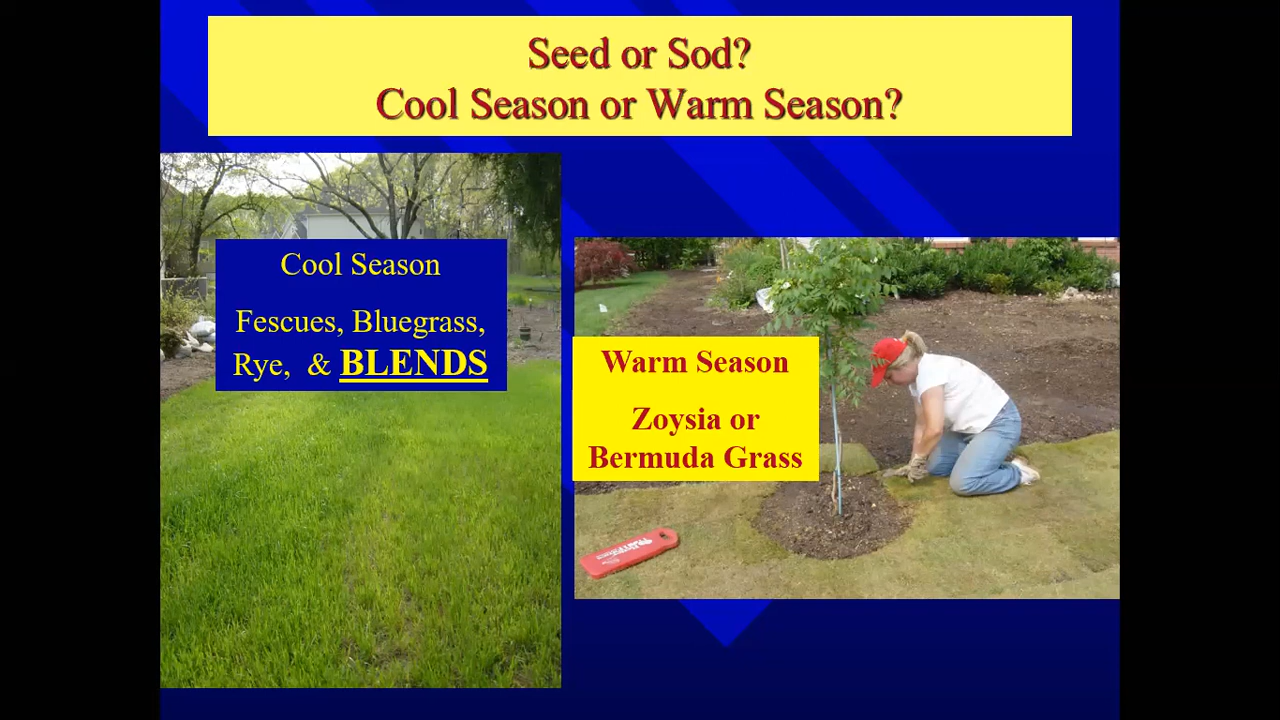 Seed or Sod?
Cool Season or Warm Season?
Cool Season
Fescues, Bluegrass,
Rye, & BLENDS
Warm Season
Zoysia or
Bermuda Grass